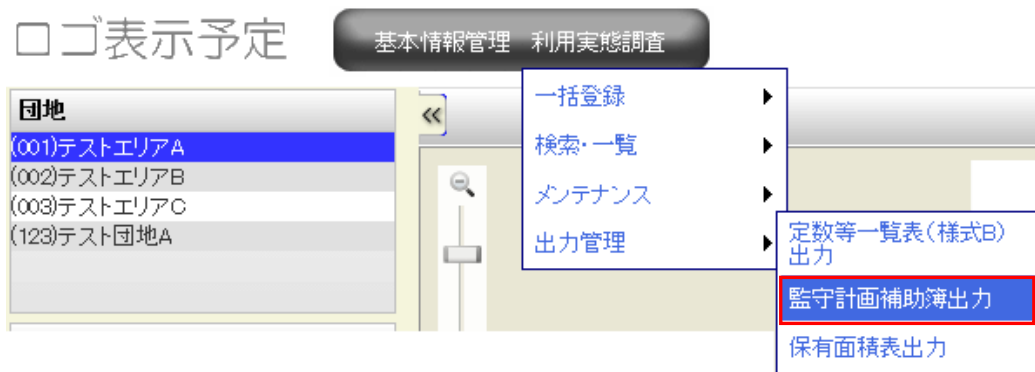 ロゴ表示予定
基本情報管理 利用実態調査
団地
(001)テストエリアA
(002)テストエリアB
(003)テストエリアC
(123)テスト団地A
一括登録
検索・一覧
メンテナンス
出力管理
定数等一覧表(様式B)
出力
監守計画補助簿出力
保有面積表出力